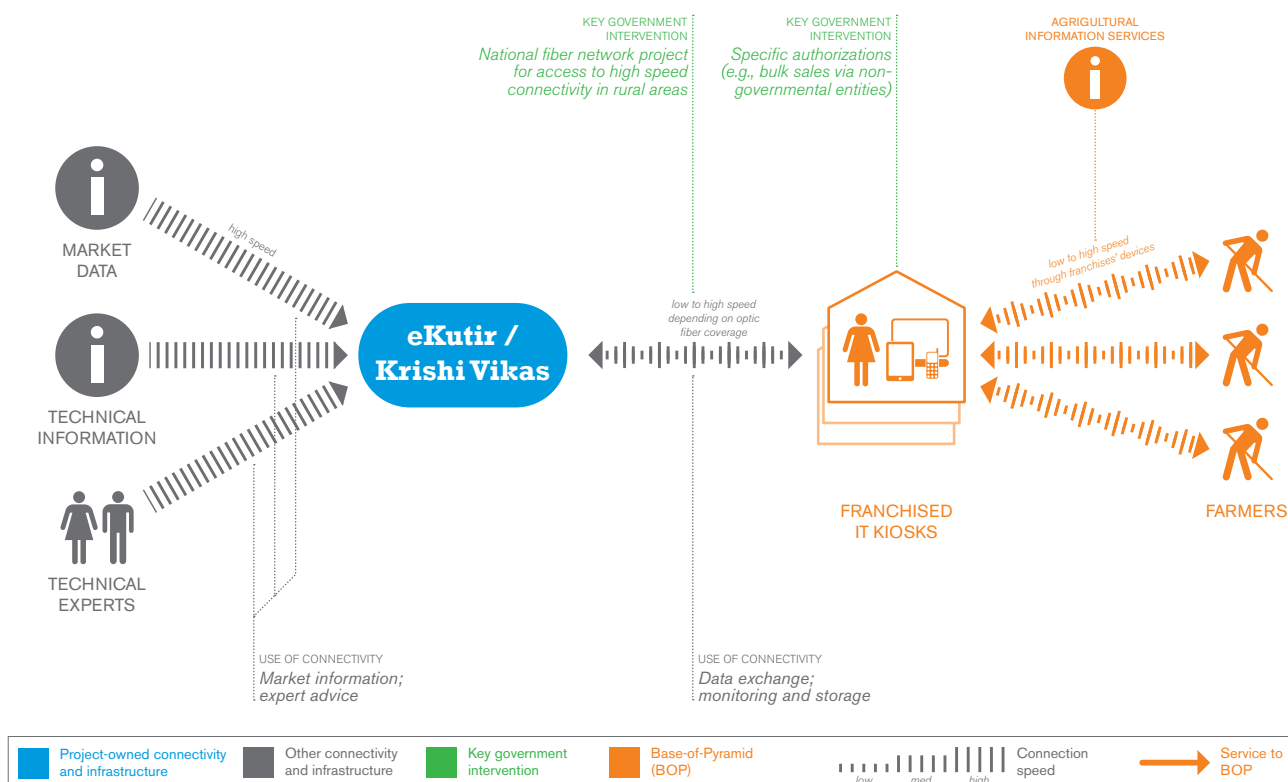 KEY GOVERNMENT
INTERVENTION
National fiber network project
for access to high speed
connectivity in rural areas
KEY GOVERNMENT
INTERVENTION
Specific authorizations
(e.g., bulk sales via non-
governmental entities)
AGRIGULTURAL
INFORMATION SERVICES
MARKET
DATA
high speed
TECHNICAL
INFORMATION
TECHNICAL
EXPERTS
eKutir /
Krishi Vikas
low to high speed
depending on optic
fiber coverage
low to high speed
through franchises' devices
FRANCHISED
IT KIOSKS
FARMERS
USE OF CONNECTIVITY
Market information;
expert advice
USE OF CONNECTIVITY
Data exchange;
monitoring and storage
Project-owned connectivity
and infrastructure
Other connectivity
and infrastructure
Key government
intervention
Base-of-Pyramid
(BOP)
low
med
high
Connection
speed
Service to
BOP